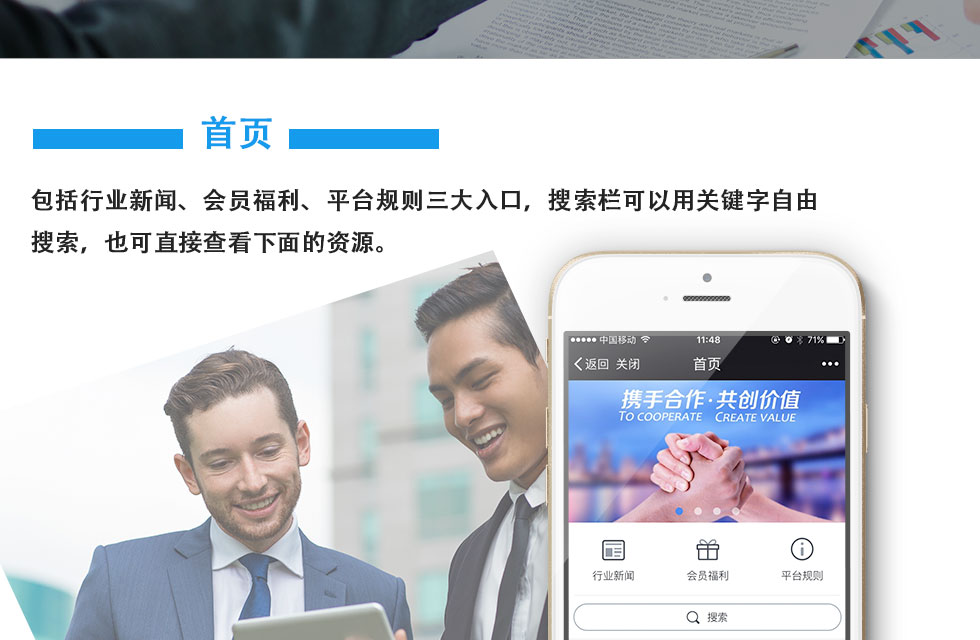 首页
包括行业新闻、会员福利、平台规则三大入口，搜索栏可以用关键字自由
搜索，也可直接查看下面的资源。
中国移动 11:48 71%
返回 关闭 首页
携手合作·共创价值
TO COOPERATE CREATE VALUE
行业新闻 会员福利 平台规则
搜索